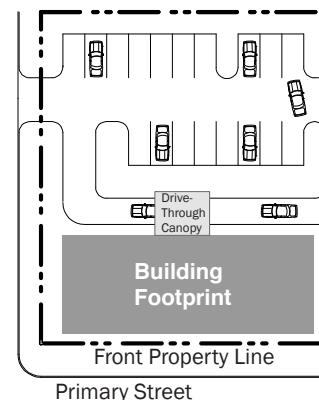 Drive-
Through
Canopy
Building
Footprint
Front Property Line
Primary Street